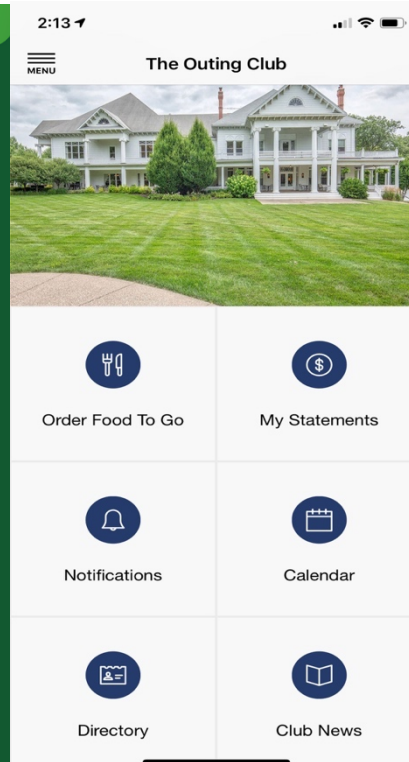 2:13
The Outing Club
MENU
Order Food To Go
My Statements
Notifications
Calendar
Directory
Club News